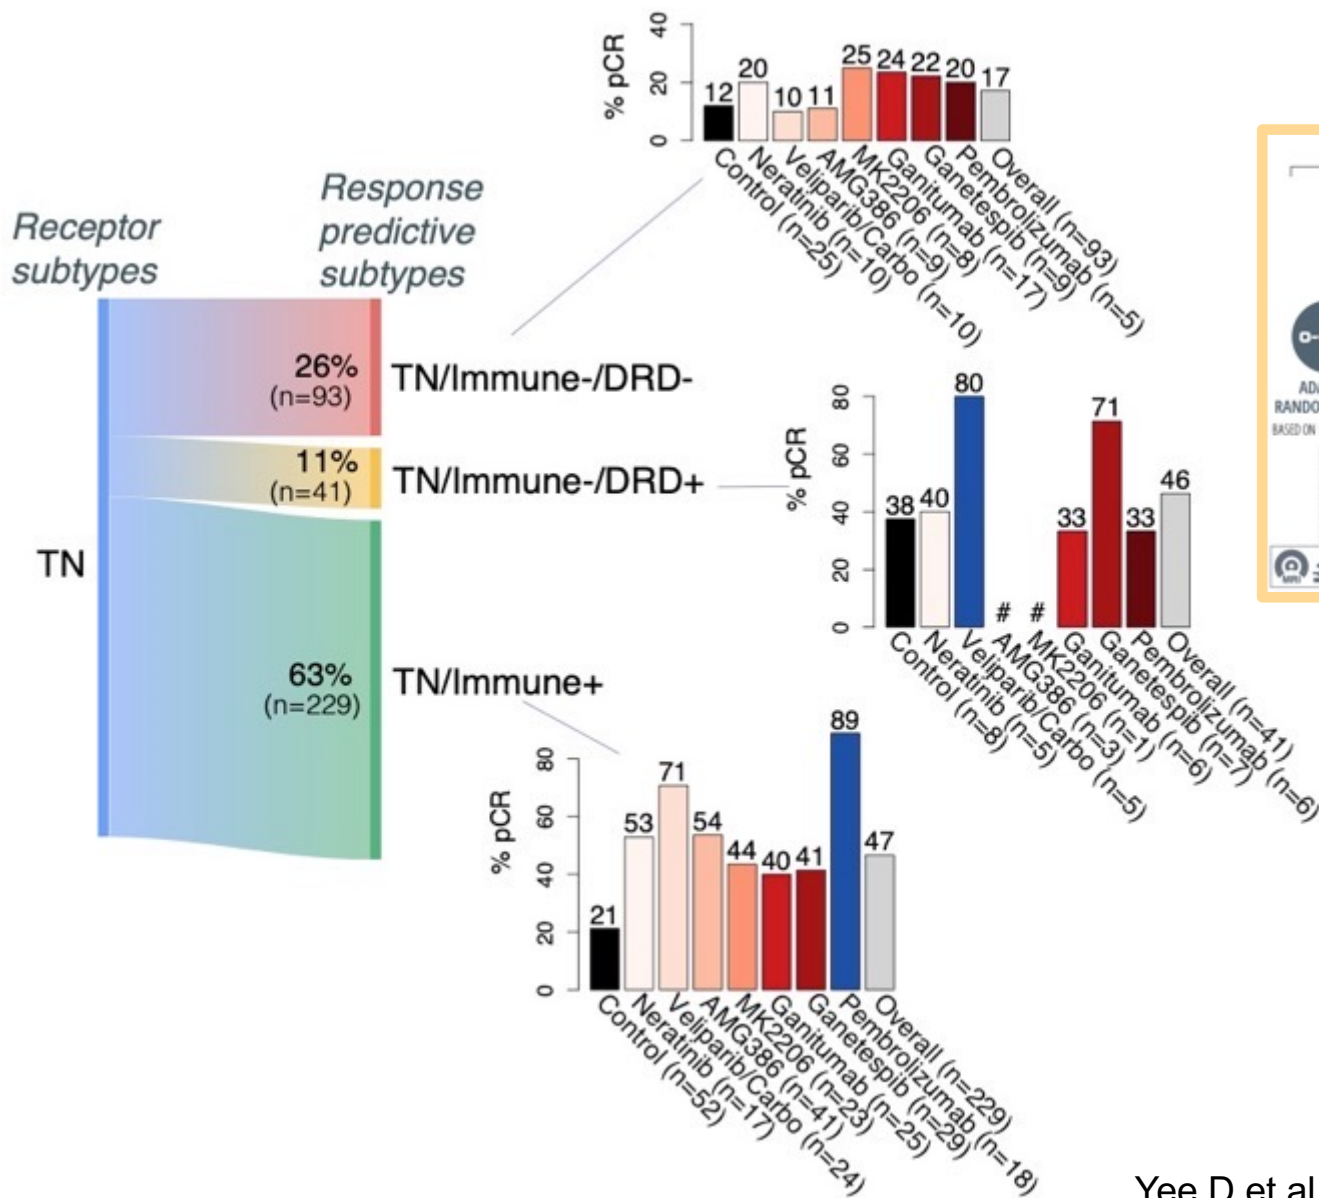 Receptor
subtypes
Response
predictive
subtypes
TN
26%
(n=93)
TN/Immune-/DRD-
11%
(n=41)
TN/Immune-/DRD+
63%
(n=229)
TN/Immune+
% pCR
0
20
40
12
20
10
11
25
24
22
20
17
Control (n=25)
Neratinib (n=10)
Veliparib/Carbo (n=10)
AMG386 (n=9)
MK2206 (n=8)
Ganitumab (n=17)
Ganetespib (n=9)
Pembrolizumab (n=5)
Overall (n=93)
% pCR
0
20
40
60
80
38
40
80
#
#
33
71
33
46
Control (n=8)
Neratinib (n=5)
Veliparib/Carbo (n=5)
AMG386 (n=3)
MK2206 (n=1)
Ganitumab (n=6)
Ganetespib (n=7)
Pembrolizumab (n=6)
Overall (n=41)
% pCR
0
20
40
60
80
21
53
71
54
44
40
41
89
47
Control (n=52)
Neratinib (n=17)
Veliparib/Carbo (n=24)
AMG386 (n=41)
MK2206 (n=23)
Ganitumab (n=25)
Ganetespib (n=29)
Pembrolizumab (n=18)
Overall (n=229)
ADA
RANDO
BASED ON
MRI
Yee D et al